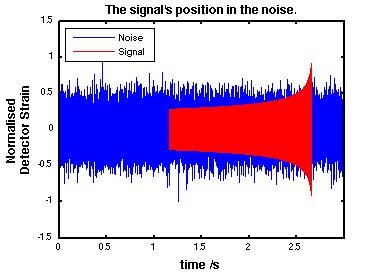 The signal's position in the noise.
Noise
Signal
Normalised
Detector Strain
1.5
1
0.5
0
-0.5
-1
-1.5
0 0.5 1 1.5 2 2.5
time /s